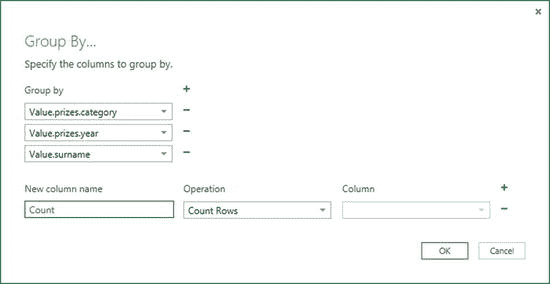 Group By...
Specify the columns to group by.
Group by
Value.prizes.category
Value.prizes.year
Value.surname
New column name Operation Column
Count Count Rows
OK Cancel